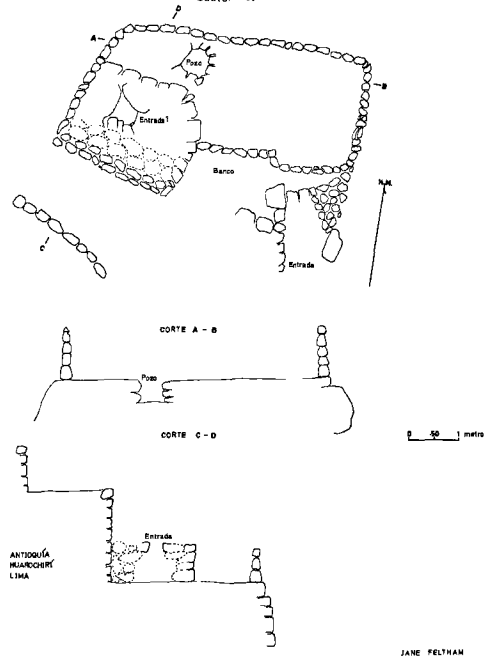 D
A
Pozo
B
Entrada 1
Banco
N.M.
C
Entrada
CORTE A - B
Pozo
CORTE C - D
0 50 1 metro
Entrada
ANTIOQUÍA
HUAROCHIRÍ
LIMA
JANE FELTHAM